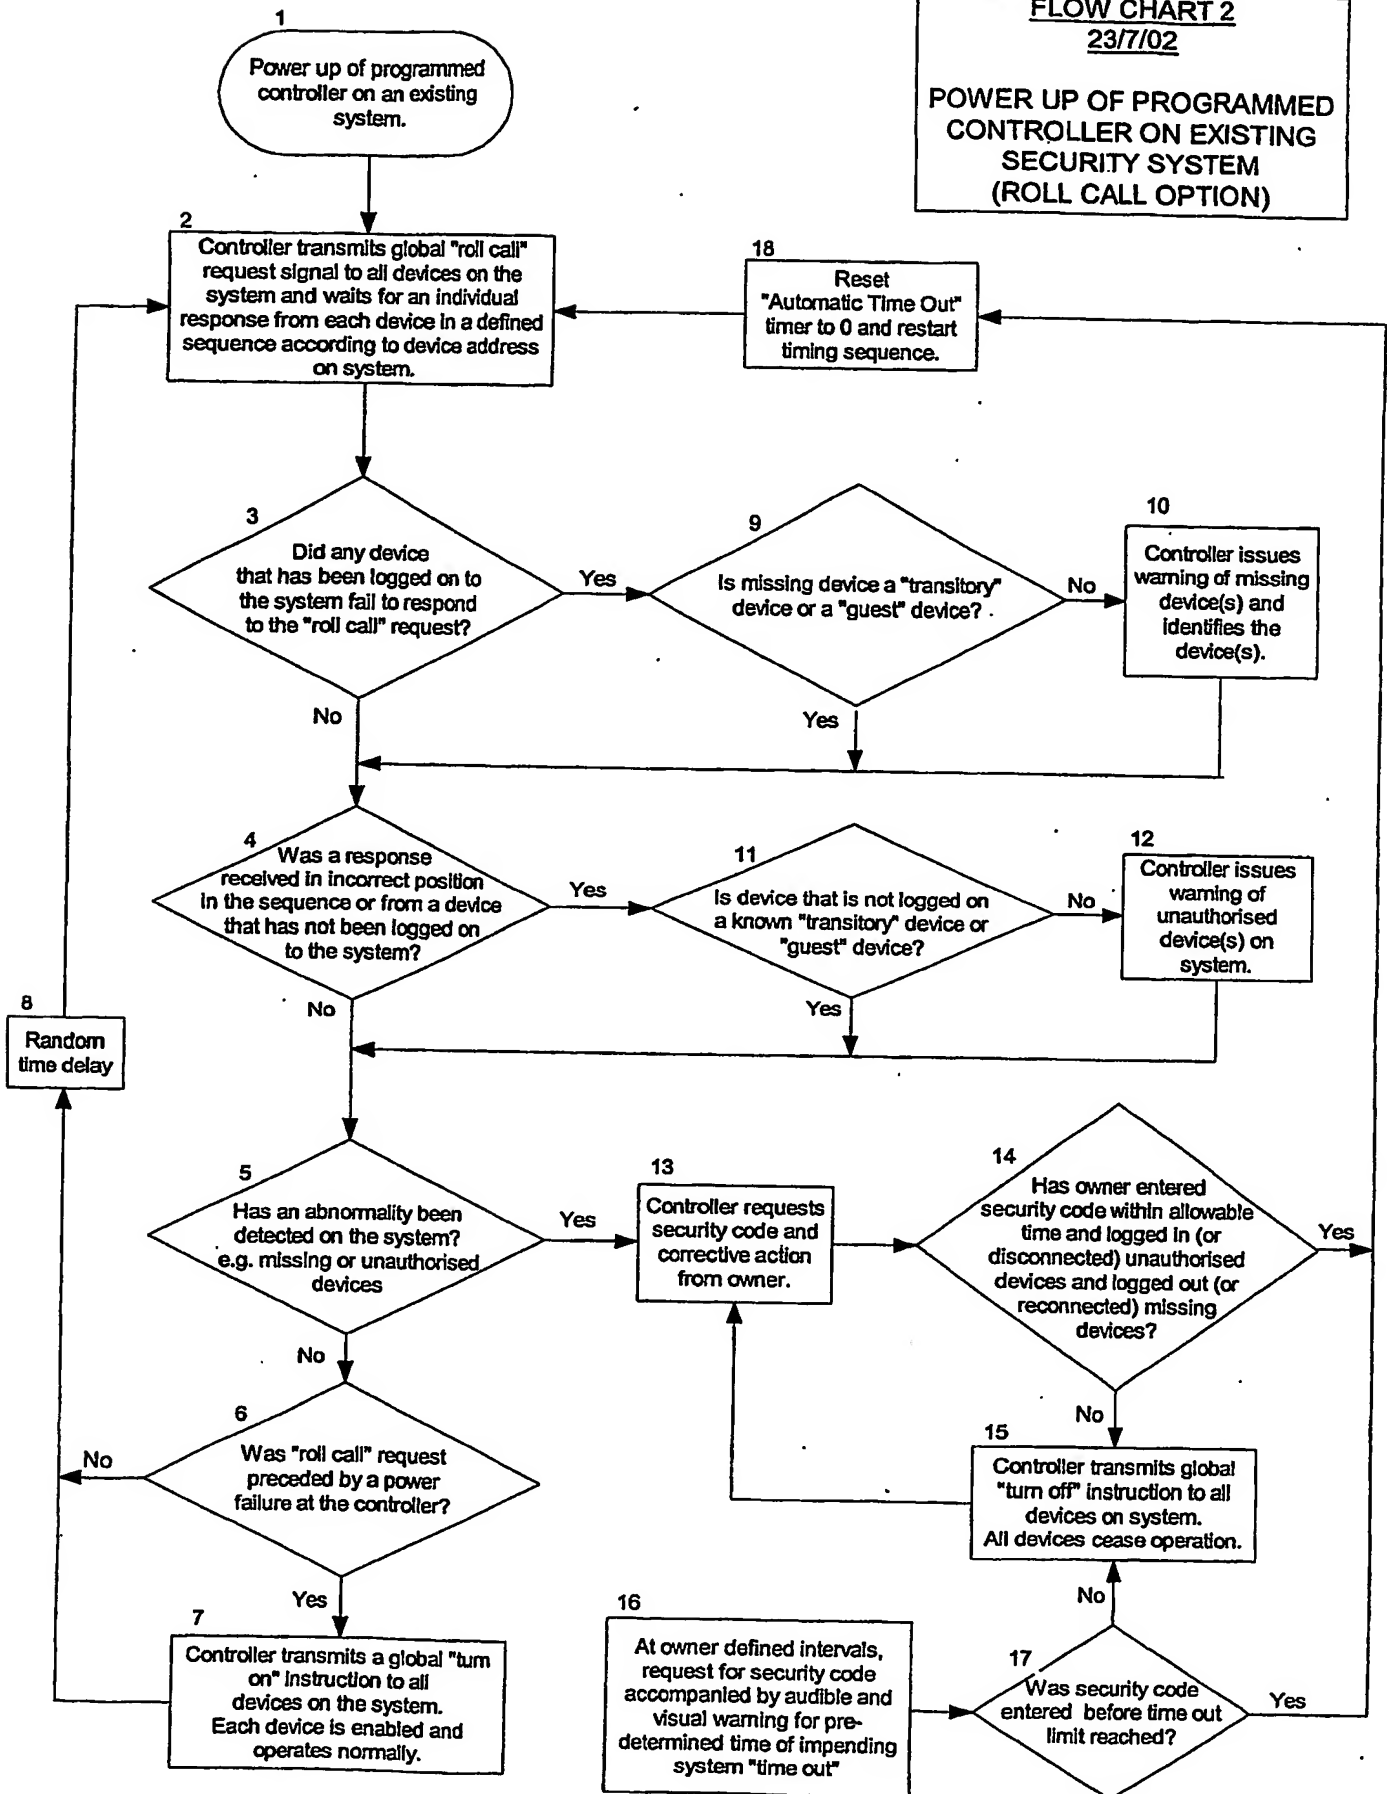 FLOW CHART 2
23/7/02
POWER UP OF PROGRAMMED
CONTROLLER ON EXISTING
SECURITY SYSTEM
(ROLL CALL OPTION)
1
Power up of programmed
controller on an existing
system.
2
Controller transmits global "roll call"
request signal to all devices on the
system and waits for an individual
response from each device in a defined
sequence according to device address
on system.
18
Reset
"Automatic Time Out"
timer to 0 and restart
timing sequence.
3
Did any device
that has been logged on to
the system fail to respond
to the "roll call" request?
Yes
No
9
Is missing device a "transitory"
device or a "guest" device?
No
Yes
10
Controller issues
warning of missing
device(s) and
identifies the
device(s).
4
Was a response
received in incorrect position
in the sequence or from a device
that has not been logged on
to the system?
Yes
No
11
Is device that is not logged on
a known "transitory" device or
"guest" device?
No
Yes
12
Controller issues
warning of
unauthorised
device(s) on
system.
8
Random
time delay
5
Has an abnormality been
detected on the system?
e.g. missing or unauthorised
devices
Yes
No
13
Controller requests
security code and
corrective action
from owner.
14
Has owner entered
security code within allowable
time and logged in (or
disconnected) unauthorised
devices and logged out (or
reconnected) missing
devices?
Yes
No
6
Was "roll call" request
preceded by a power
failure at the controller?
No
Yes
15
Controller transmits global
"turn off" instruction to all
devices on system.
All devices cease operation.
No
7
Controller transmits a global "turn
on" instruction to all
devices on the system.
Each device is enabled and
operates normally.
16
At owner defined intervals,
request for security code
accompanied by audible and
visual warning for pre-
determined time of impending
system "time out"
17
Was security code
entered before time out
limit reached?
Yes